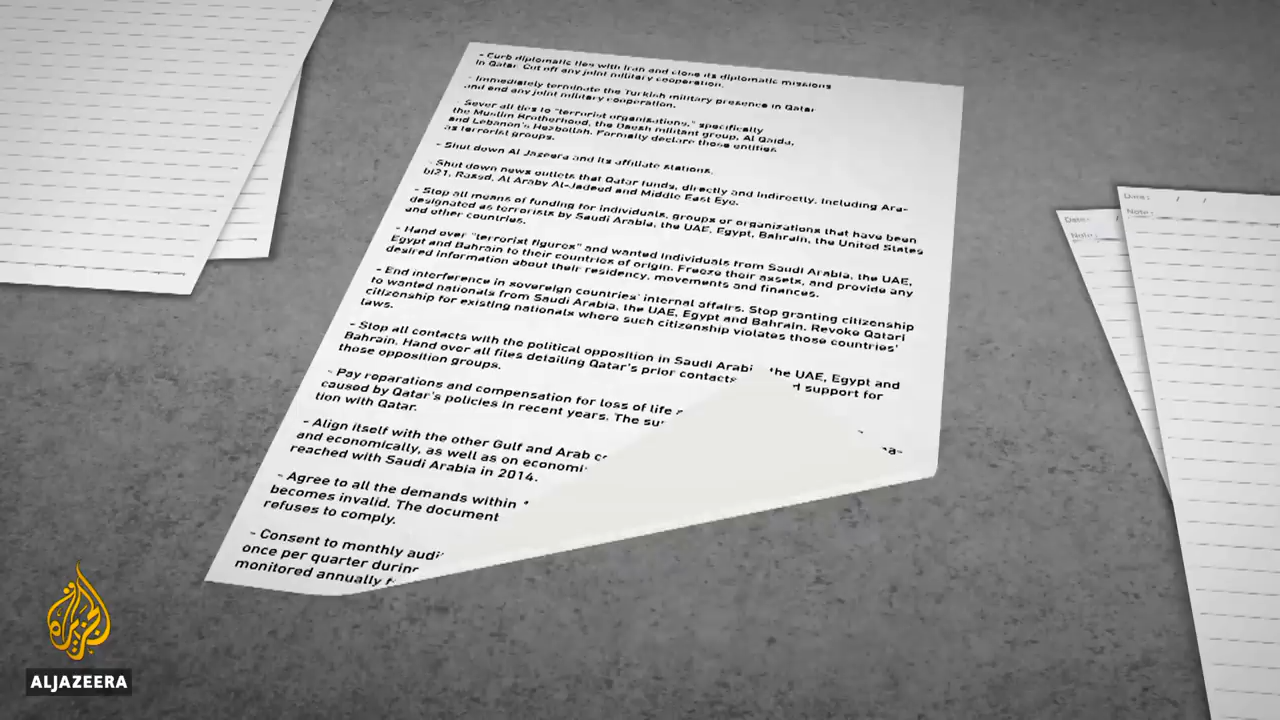 - Curb diplomatic ties with Iran and close its diplomatic missions
in Qatar. Cut off any joint military cooperation.
- Immediately terminate the Turkish military presence in Qatar
and end any joint military cooperation.
- Sever all ties to "terrorist organisations," specifically
the Muslim Brotherhood, the Daesh militant group, Al Qaida,
and Lebanon's Hezbollah. Formally declare those entities
as terrorist groups.
- Shut down Al Jazeera and its affiliate stations.
- Shut down news outlets that Qatar funds, directly and indirectly, including Ara-
bi21, Rased, Al Araby Al-Jadeed and Middle East Eye.
- Stop all means of funding for individuals, groups or organizations that have been
designated as terrorists by Saudi Arabia, the UAE, Egypt, Bahrain, the United States
and other countries.
- Hand over "terrorist figures" and wanted individuals from Saudi Arabia, the UAE,
Egypt and Bahrain to their countries of origin. Freeze their assets, and provide any
desired information about their residency, movements and finances.
- End interference in sovereign countries' internal affairs. Stop granting citizenship
to wanted nationals from Saudi Arabia, the UAE, Egypt and Bahrain. Revoke Qatari
citizenship for existing nationals where such citizenship violates those countries'
laws.
- Stop all contacts with the political opposition in Saudi Arabi the UAE, Egypt and
Bahrain. Hand over all files detailing Qatar's prior contacts support for
those opposition groups.
- Pay reparations and compensation for loss of life
caused by Qatar's policies in recent years. The
na-
tion with Qatar.
- Align itself with the other Gulf and Arab
and economically, as well as on economi
reached with Saudi Arabia in 2014.
- Agree to all the demands within
becomes invalid. The document
refuses to comply.
- Consent to monthly audi
once per quarter during
monitored annually
Date: / /
Note:
Date:
Note:
الجزيرة
ALJAZEERA